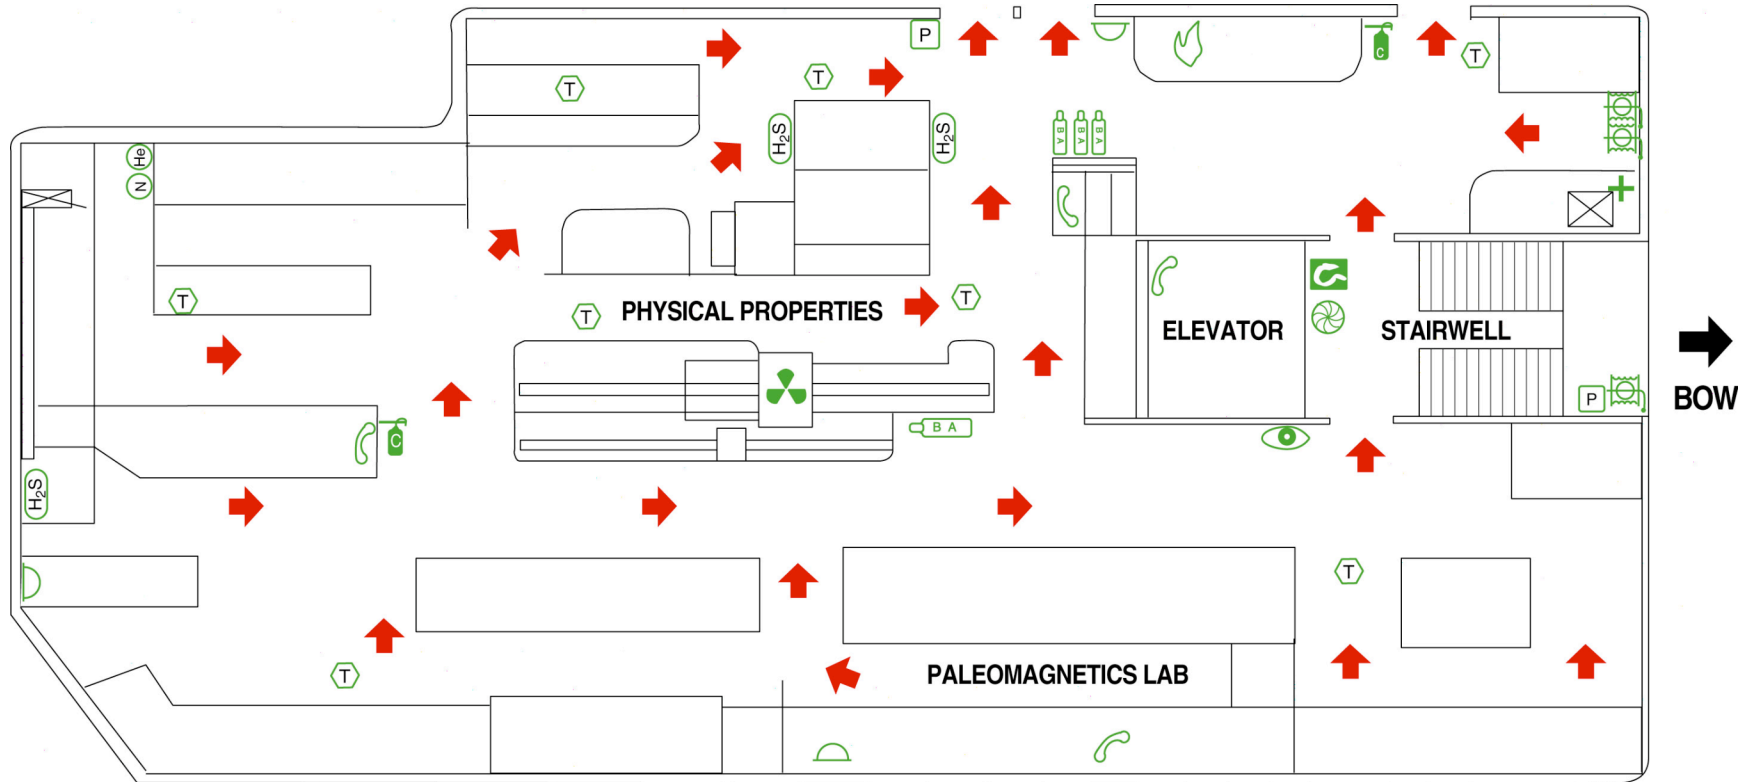 P
C
T
T
T
H₂S
H₂S
B A
B A
B A
He
N
T
T
T
PHYSICAL PROPERTIES
ELEVATOR
STAIRWELL
BOW
P
B A
C
H₂S
T
T
PALEOMAGNETICS LAB